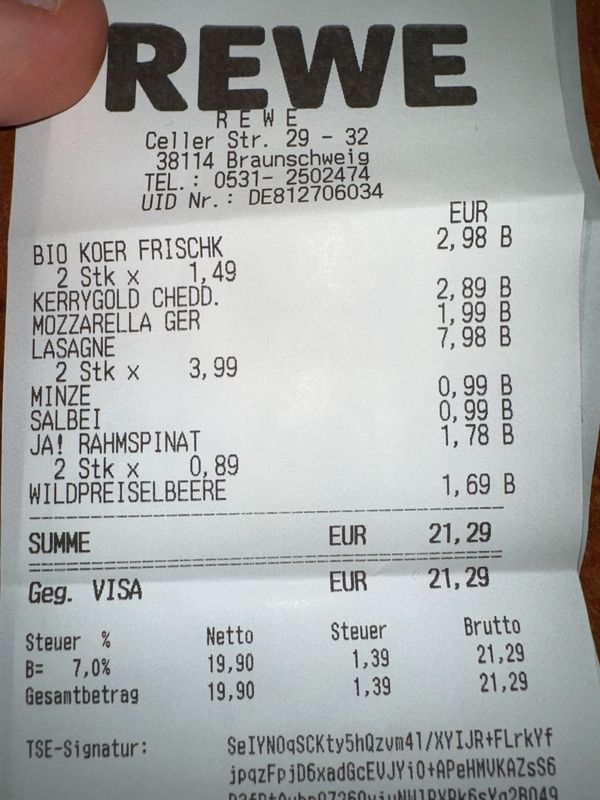 REWE
R E W E
Celler Str. 29 - 32
38114 Braunschweig
TEL.: 0531- 2502474
UID Nr.: DE812706034
EUR
BIO KOER FRISCHK 2,98 B
2 Stk x 1,49
KERRYGOLD CHEDD. 2,89 B
MOZZARELLA GER 1,99 B
LASAGNE 7,98 B
2 Stk x 3,99
MINZE 0,99 B
SALBEI 0,99 B
JA! RAHMSPINAT 1,78 B
2 Stk x 0,89
WILDPREISELBEERE 1,69 B
SUMME EUR 21,29
Geg. VISA EUR 21,29
Steuer % Netto Steuer Brutto
B= 7,0% 19,90 1,39 21,29
Gesamtbetrag 19,90 1,39 21,29
TSE-Signatur: SeIYNOqSCKty5hQzvm41/XYIJR+FLrkYf
jpqzFpjD6xadGcEVJYiO+APeHMVKAZsS6